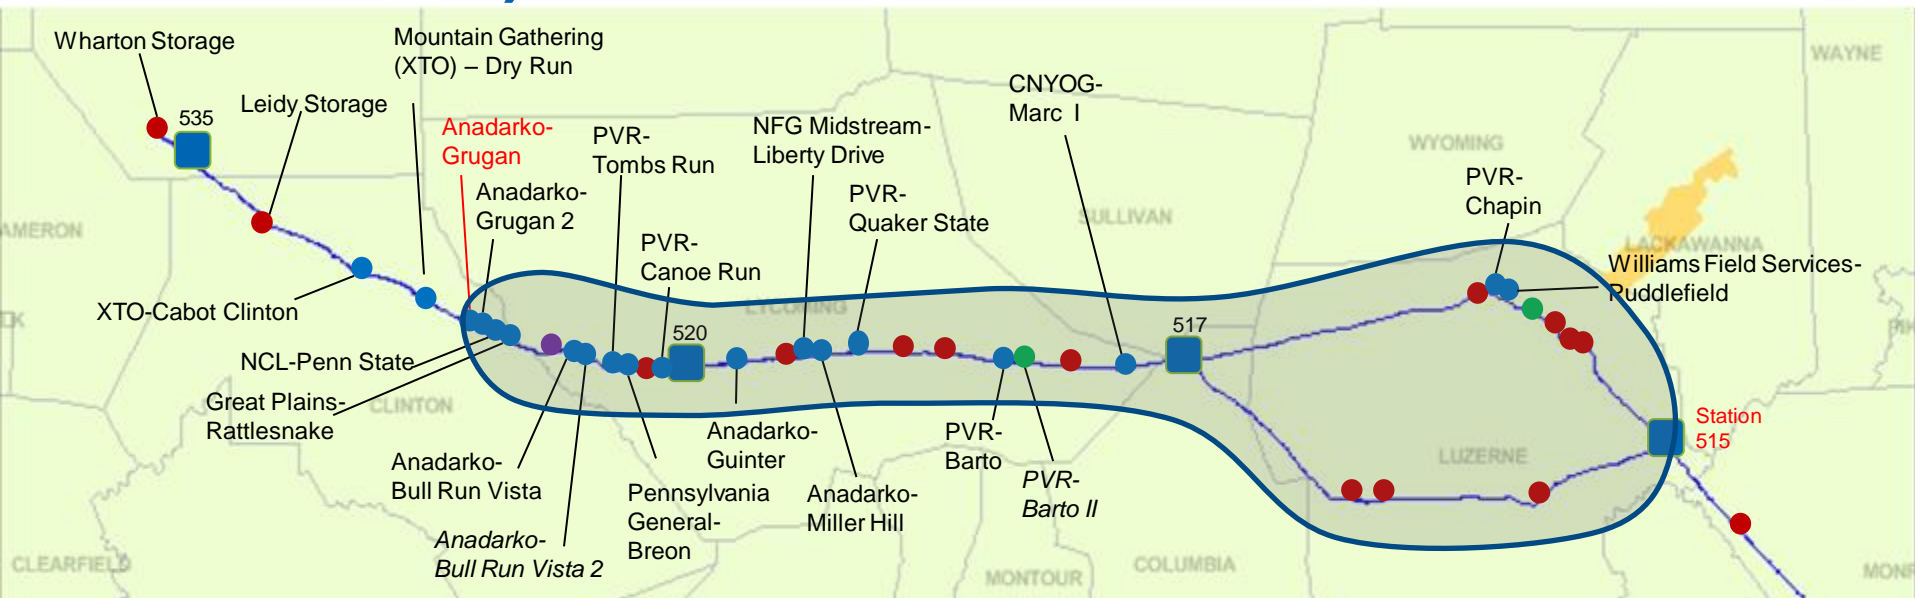 Wharton Storage
535
Leidy Storage
Mountain Gathering
(XTO) – Dry Run
Anadarko-
Grugan
Anadarko-
Grugan 2
PVR-
Tombs Run
PVR-
Canoe Run
NFG Midstream-
Liberty Drive
PVR-
Quaker State
CNYOG-
Marc I
PVR-
Chapin
Williams Field Services-
Puddlefield
WAYNE
WYOMING
SULLIVAN
LACKAWANNA
AMERON
LYCOMING
520
517
XTO-Cabot Clinton
NCL-Penn State
Great Plains-
Rattlesnake
CLINTON
Anadarko-
Bull Run Vista
Anadarko-
Bull Run Vista 2
Pennsylvania
General-
Breon
Anadarko-
Guinter
Anadarko-
Miller Hill
PVR-
Barto
PVR-
Barto II
LUZERNE
Station
515
CLEARFIELD
MONTOUR
COLUMBIA
MONR